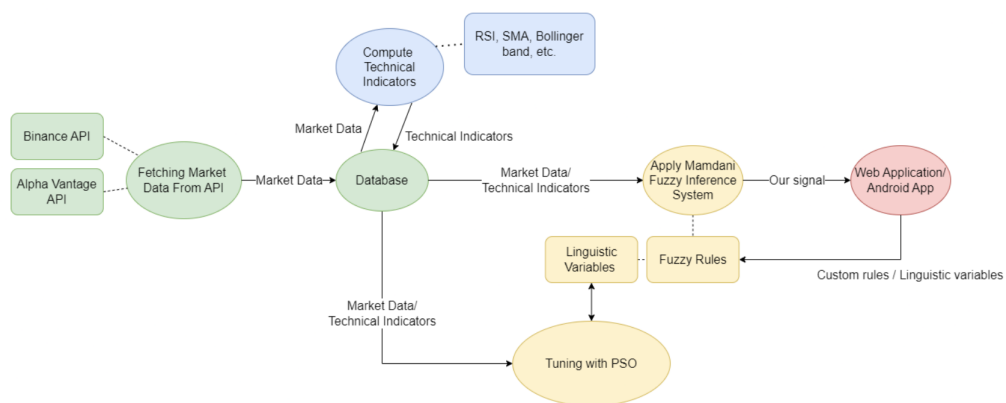 RSI, SMA, Bollinger
band, etc.
Compute
Technical
Indicators
Market Data
Technical Indicators
Binance API
Alpha Vantage
API
Fetching Market
Data From API
Market Data
Database
Market Data/
Technical Indicators
Apply Mamdani
Fuzzy Inference
System
Our signal
Web Application/
Android App
Linguistic
Variables
Fuzzy Rules
Custom rules / Linguistic variables
Market Data/
Technical Indicators
Tuning with PSO